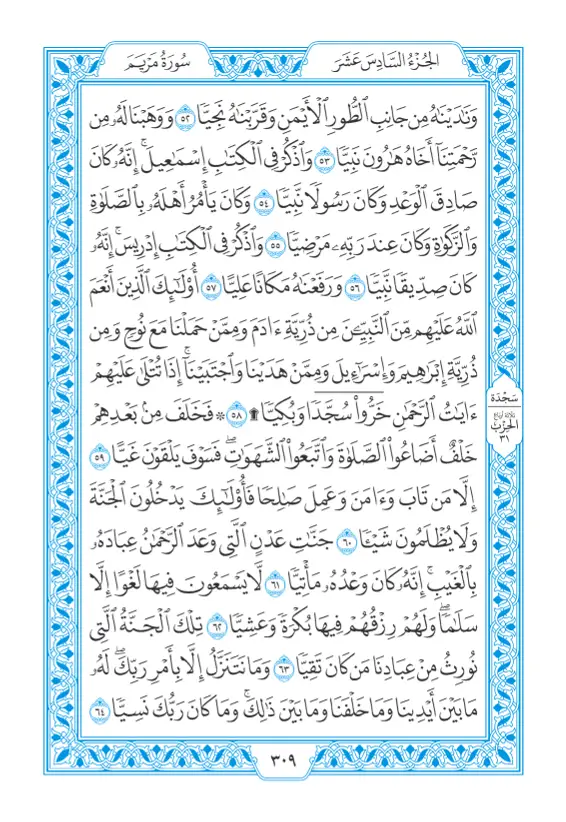 الجُزْءُ السَّادِسَ عَشَرَ
سُورَةُ مَرْيَمَ
وَنَٰدَيْنَٰهُ مِن جَانِبِ ٱلطُّورِ ٱلْأَيْمَنِ وَقَرَّبْنَٰهُ نَجِيًّا ٥٢ وَوَهَبْنَا لَهُۥ مِن
رَّحْمَتِنَآ أَخَاهُ هَٰرُونَ نَبِيًّا ٥٣ وَٱذْكُرْ فِي ٱلْكِتَٰبِ إِسْمَٰعِيلَۚ إِنَّهُۥ كَانَ
صَادِقَ ٱلْوَعْدِ وَكَانَ رَسُولًا نَّبِيًّا ٥٤ وَكَانَ يَأْمُرُ أَهْلَهُۥ بِٱلصَّلَوٰةِ
وَٱلزَّكَوٰةِ وَكَانَ عِندَ رَبِّهِۦ مَرْضِيًّا ٥٥ وَٱذْكُرْ فِي ٱلْكِتَٰبِ إِدْرِيسَۚ إِنَّهُۥ
كَانَ صِدِّيقًا نَّبِيًّا ٥٦ وَرَفَعْنَٰهُ مَكَانًا عَلِيًّا ٥٧ أُو۟لَٰٓئِكَ ٱلَّذِينَ أَنْعَمَ
ٱللَّهُ عَلَيْهِم مِّنَ ٱلنَّبِيِّـۧنَ مِن ذُرِّيَّةِ ءَادَمَ وَمِمَّنْ حَمَلْنَا مَعَ نُوحٍ وَمِن
ذُرِّيَّةِ إِبْرَٰهِيمَ وَإِسْرَٰٓءِيلَ وَمِمَّنْ هَدَيْنَا وَٱجْتَبَيْنَآۚ إِذَا تُتْلَىٰ عَلَيْهِمْ
ءَايَٰتُ ٱلرَّحْمَٰنِ خَرُّوا۟ سُجَّدًا وَبُكِيًّا ۩ ٥٨ ۞ فَخَلَفَ مِنۢ بَعْدِهِمْ
خَلْفٌ أَضَاعُوا۟ ٱلصَّلَوٰةَ وَٱتَّبَعُوا۟ ٱلشَّهَوَٰتِۖ فَسَوْفَ يَلْقَوْنَ غَيًّا ٥٩
إِلَّا مَن تَابَ وَءَامَنَ وَعَمِلَ صَٰلِحًا فَأُو۟لَٰٓئِكَ يَدْخُلُونَ ٱلْجَنَّةَ
وَلَا يُظْلَمُونَ شَيْـًٔا ٦٠ جَنَّٰتِ عَدْنٍ ٱلَّتِي وَعَدَ ٱلرَّحْمَٰنُ عِبَادَهُۥ
بِٱلْغَيْبِۚ إِنَّهُۥ كَانَ وَعْدُهُۥ مَأْتِيًّا ٦١ لَّا يَسْمَعُونَ فِيهَا لَغْوًا إِلَّا
سَلَٰمًاۖ وَلَهُمْ رِزْقُهُمْ فِيهَا بُكْرَةً وَعَشِيًّا ٦٢ تِلْكَ ٱلْجَنَّةُ ٱلَّتِي
نُورِثُ مِنْ عِبَادِنَا مَن كَانَ تَقِيًّا ٦٣ وَمَا نَتَنَزَّلُ إِلَّا بِأَمْرِ رَبِّكَۖ لَهُۥ
مَا بَيْنَ أَيْدِينَا وَمَا خَلْفَنَا وَمَا بَيْنَ ذَٰلِكَۚ وَمَا كَانَ رَبُّكَ نَسِيًّا ٦٤
سَجْدَة
ثلاثة أرباع
الحِزْب
٣١
٣٠٩